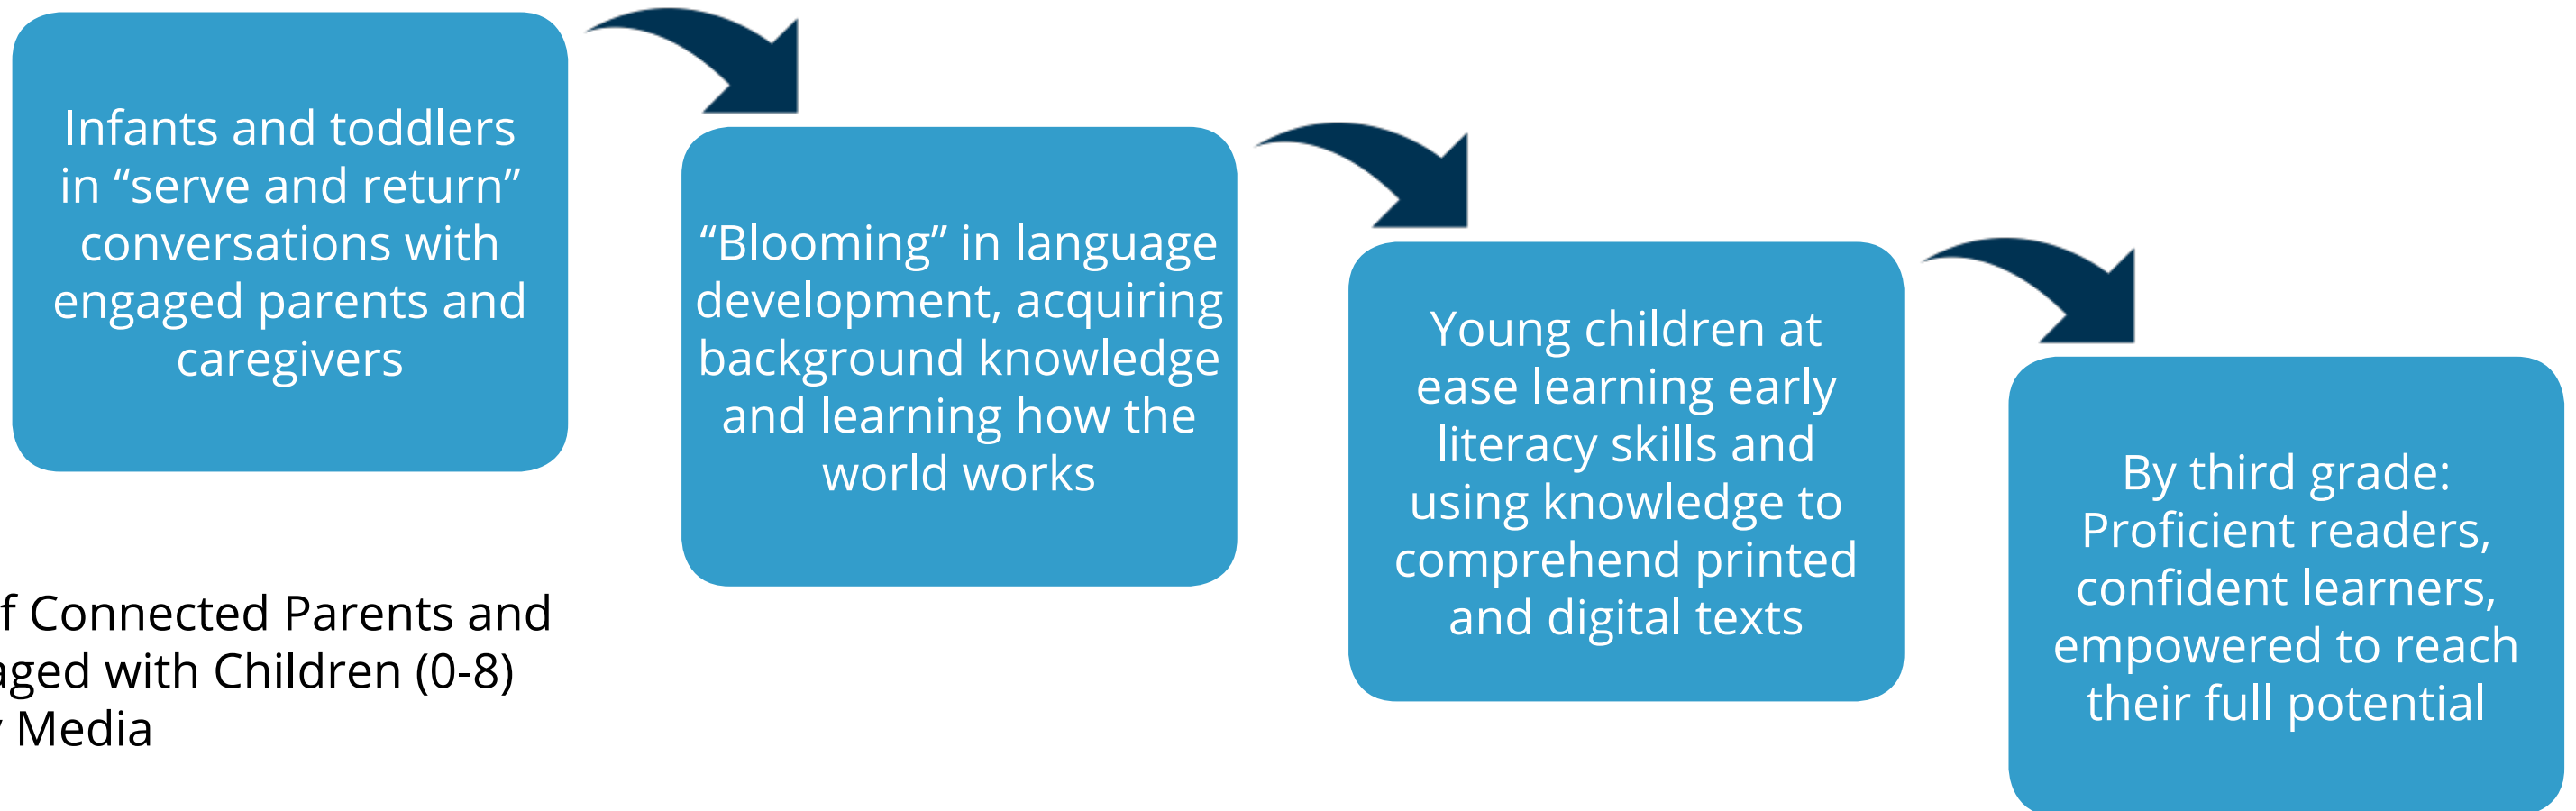 Infants and toddlers
in “serve and return”
conversations with
engaged parents and
caregivers
“Blooming” in language
development, acquiring
background knowledge
and learning how the
world works
Young children at
ease learning early
literacy skills and
using knowledge to
comprehend printed
and digital texts
By third grade:
Proficient readers,
confident learners,
empowered to reach
their full potential
Connected Parents and
with Children (0-8)
Media